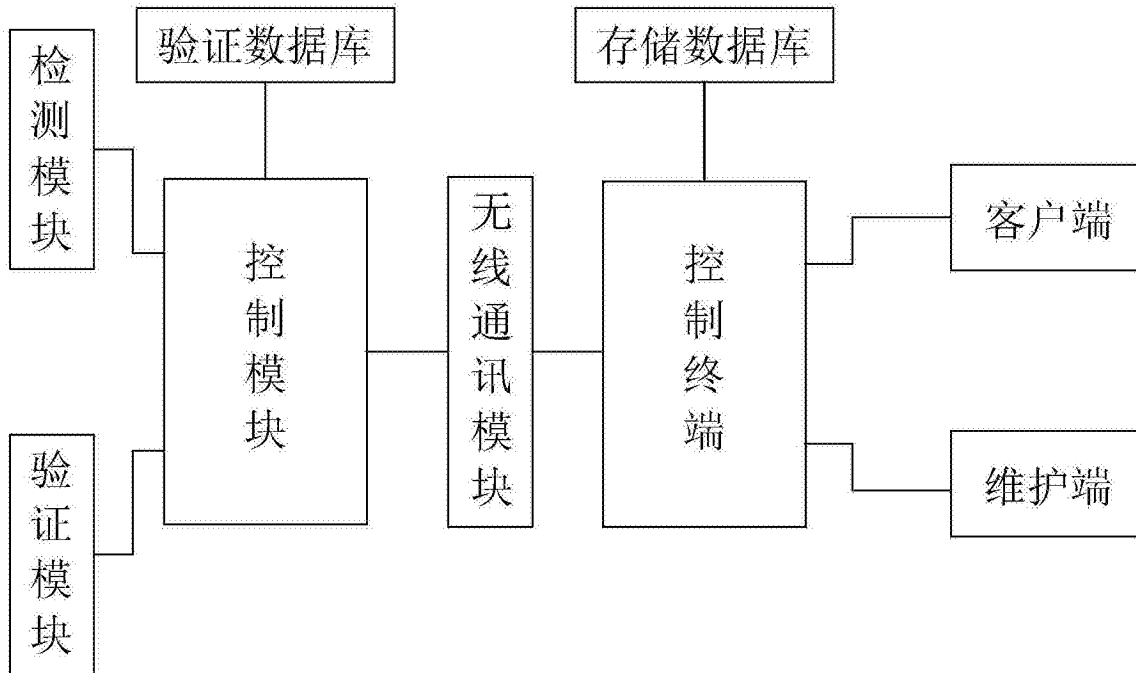 验证数据库
存储数据库
检测模块
控制模块
无线通讯模块
控制终端
客户端
验证模块
维护端